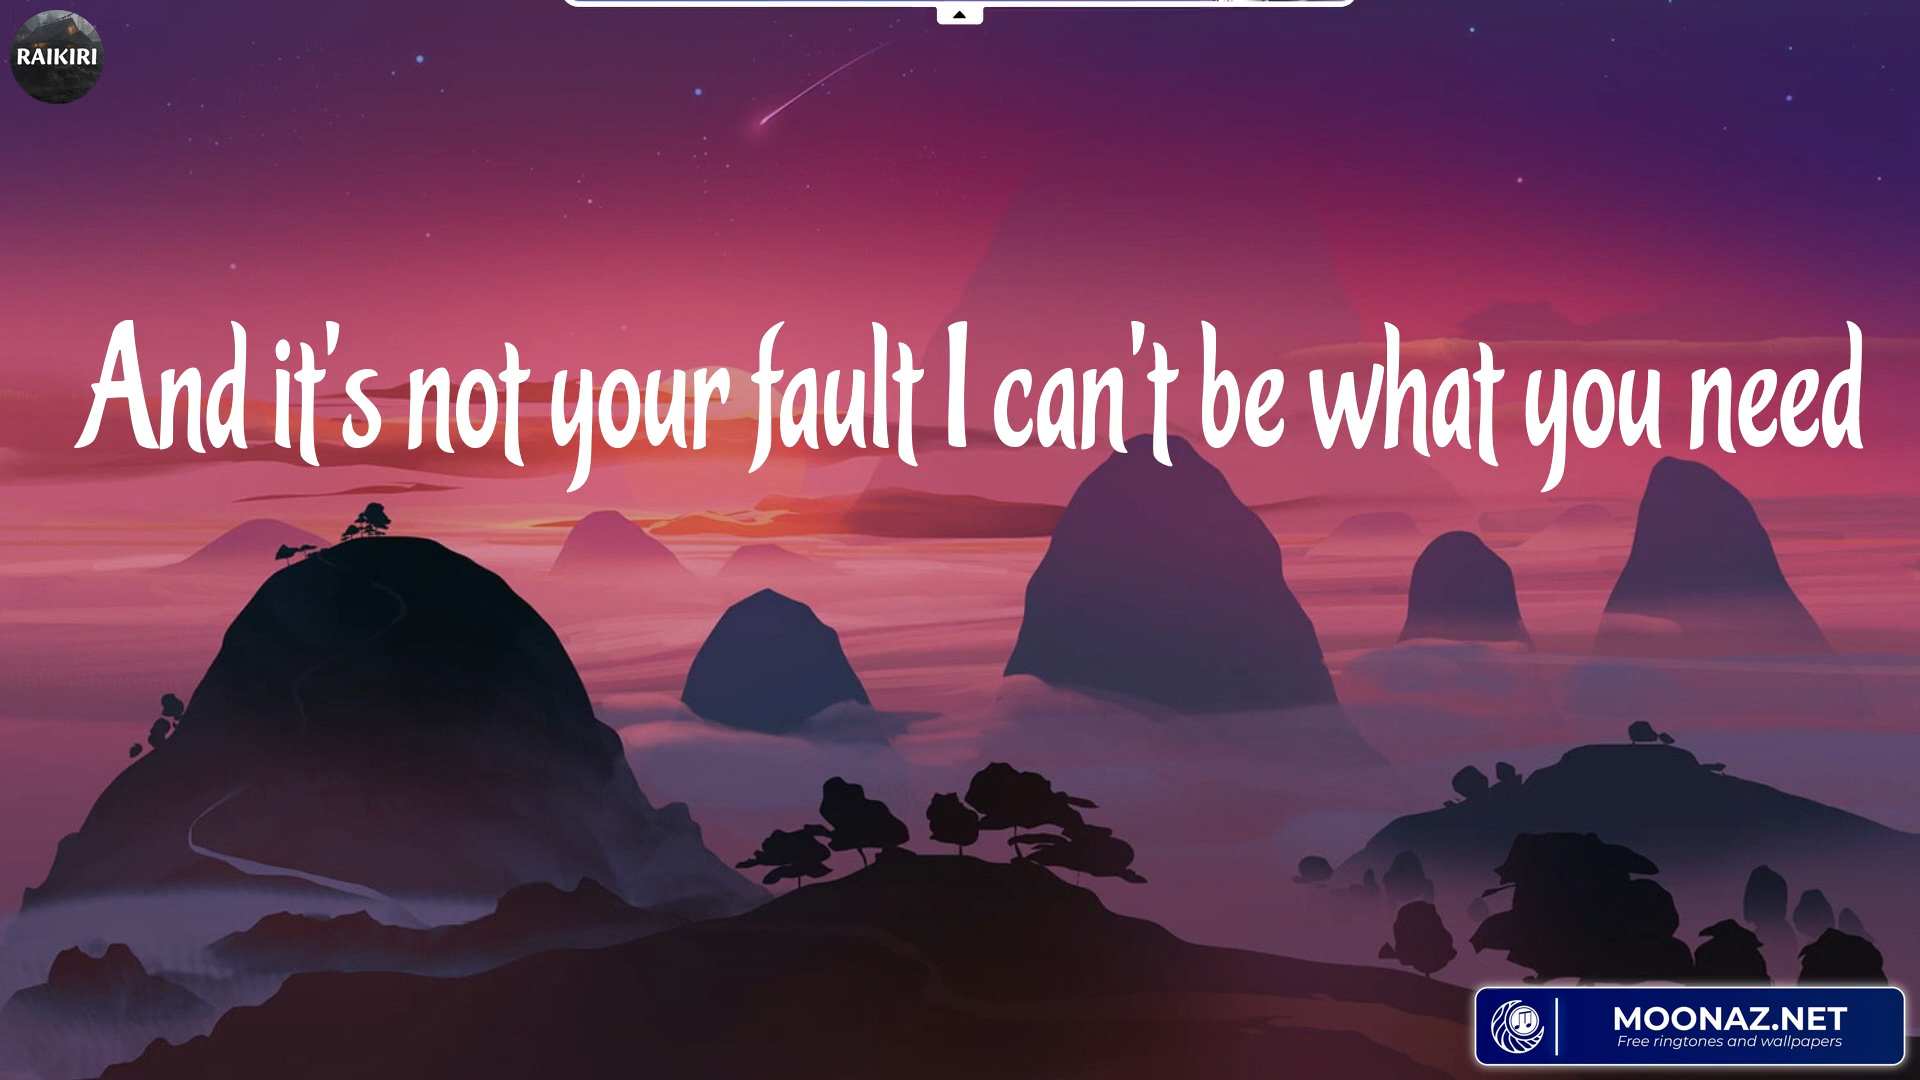 RAIKIRI
And it's not your fault I can't be what you need
MOONAZ.NET
Free ringtones and wallpapers